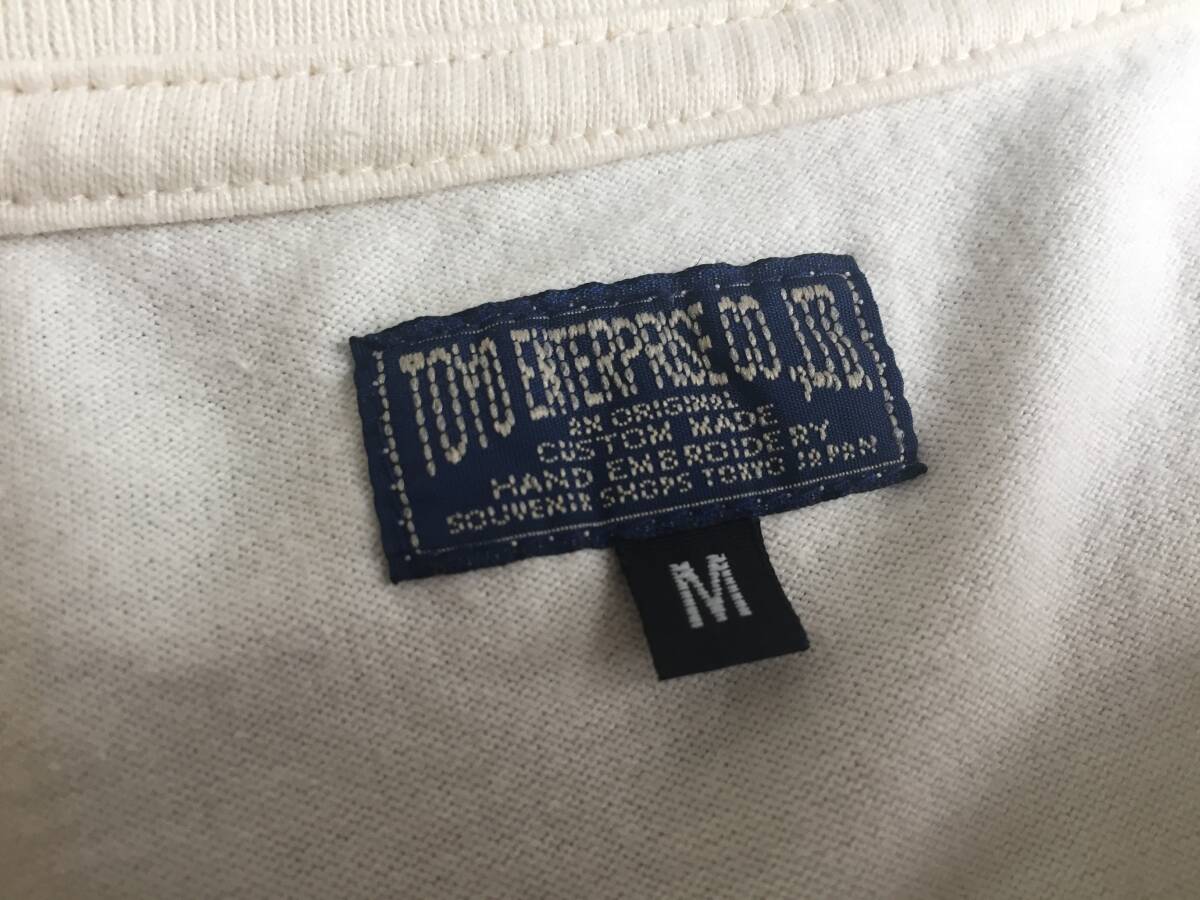 TOYO ENTERPRISE CO.,LTD.
AN ORIGINAL
CUSTOM MADE
HAND EMBROIDERY
SOUVENIR SHOPS TOKYO JAPAN
M